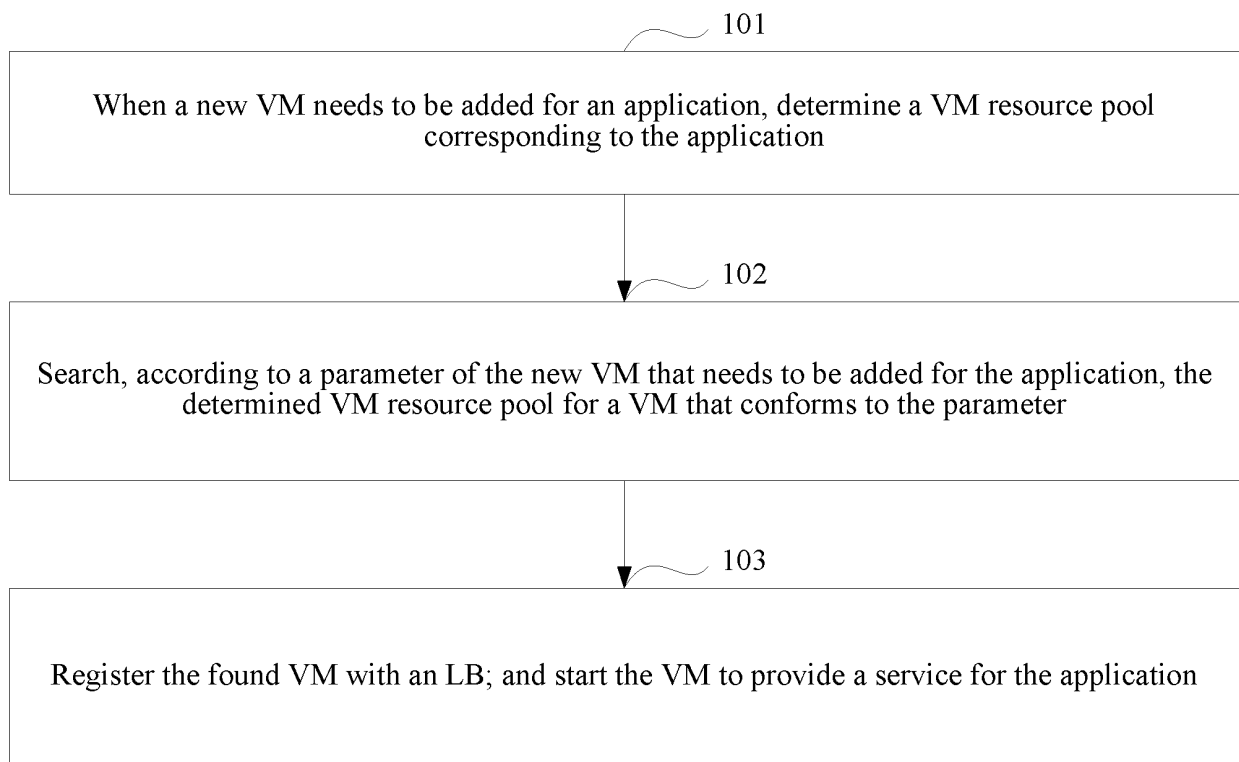 101
When a new VM needs to be added for an application, determine a VM resource pool
corresponding to the application
102
Search, according to a parameter of the new VM that needs to be added for the application, the
determined VM resource pool for a VM that conforms to the parameter
103
Register the found VM with an LB; and start the VM to provide a service for the application